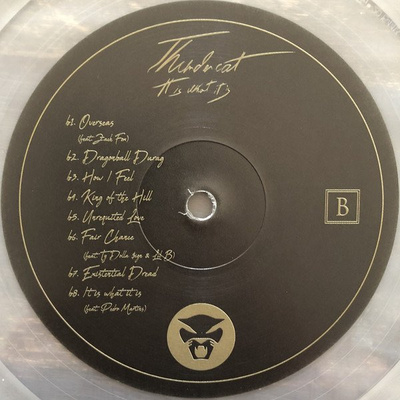 Thundercat
It is what it is
b1. Overseas
(feat. Zack Fox)
b2. Dragonball Durag
b3. How I Feel
b4. King of the Hill
b5. Unrequited Love
b6. Fair Chance
(feat. Ty Dolla $ign & Lil B)
b7. Existential Dread
b8. It is what it is
(feat. Pedro Martins)
B